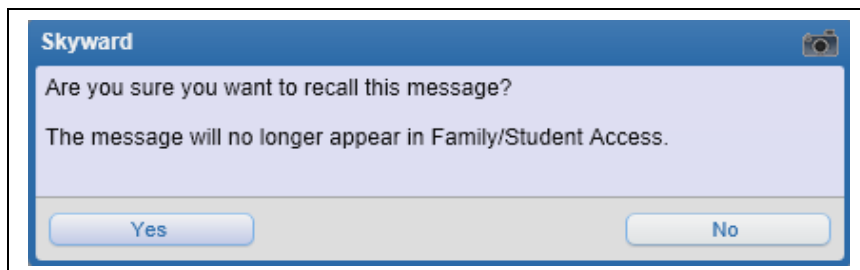 Skyward
Are you sure you want to recall this message?
The message will no longer appear in Family/Student Access.
Yes
No